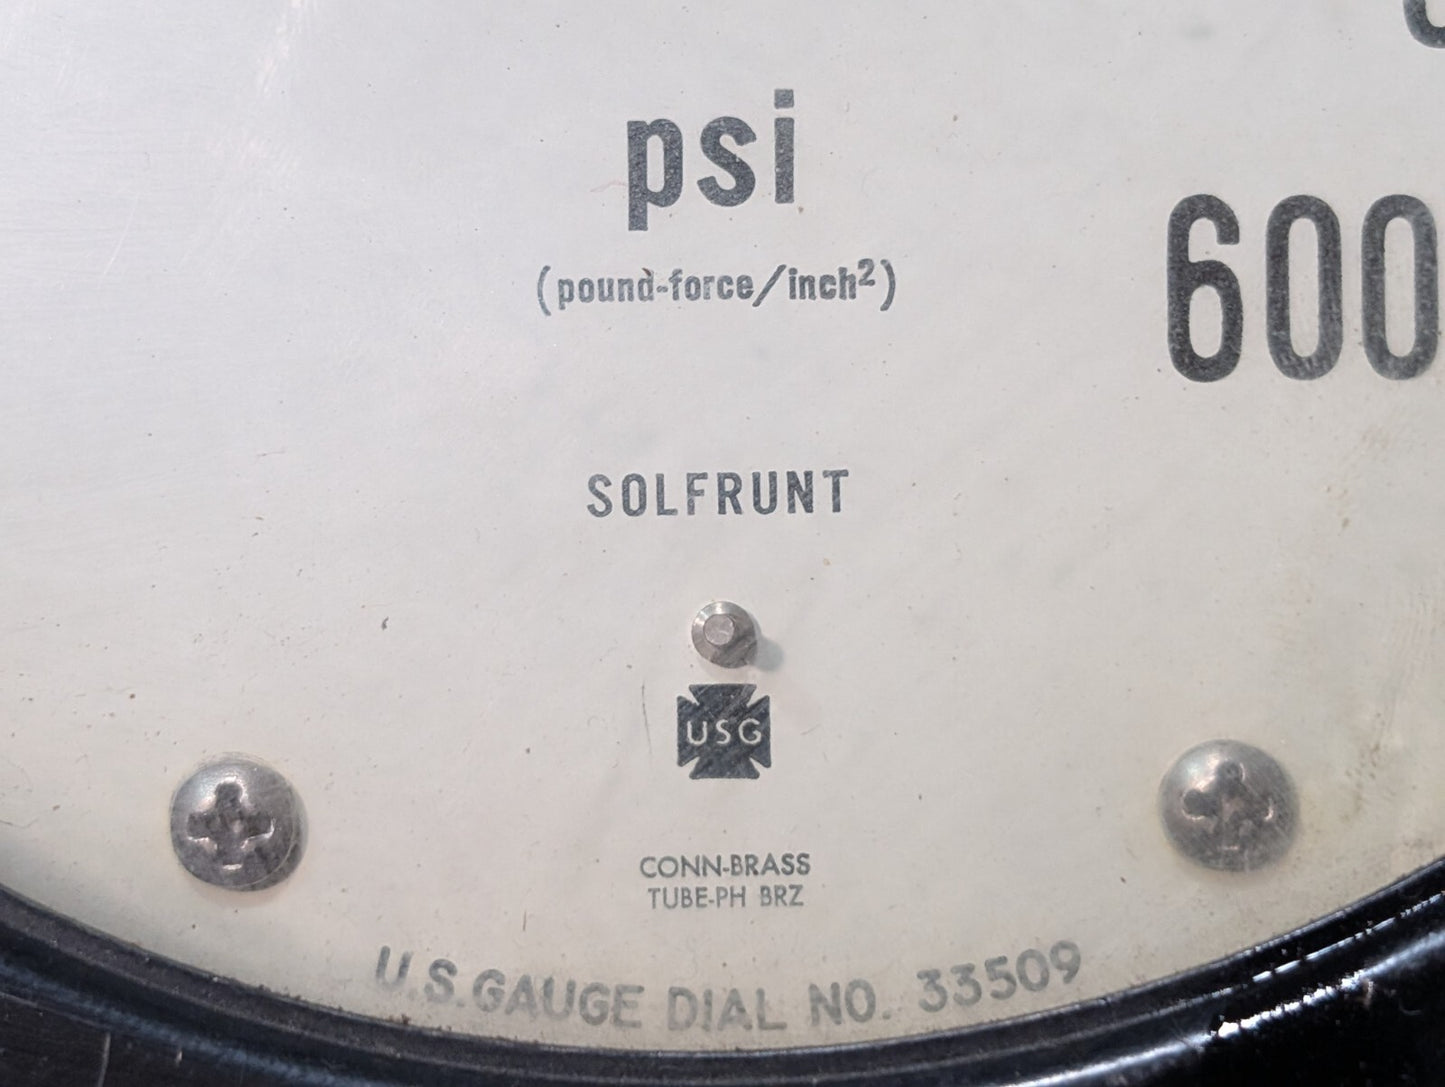 psi
600
(pound-force/inch²)
SOLFRUNT
USG
CONN-BRASS
TUBE-PH BRZ
U.S. GAUGE DIAL NO. 33509